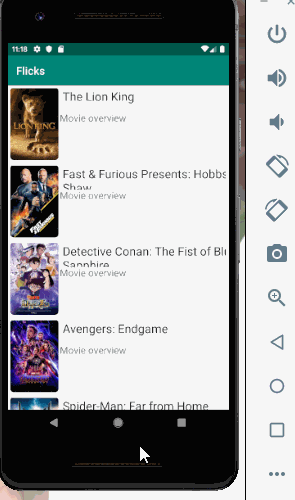 11:18
Flicks
The Lion King
Movie overview
Fast & Furious Presents: Hobbs
Shaw
Movie overview
Detective Conan: The Fist of Blu
Sapphire
Movie overview
Avengers: Endgame
Movie overview
Spider-Man: Far from Home